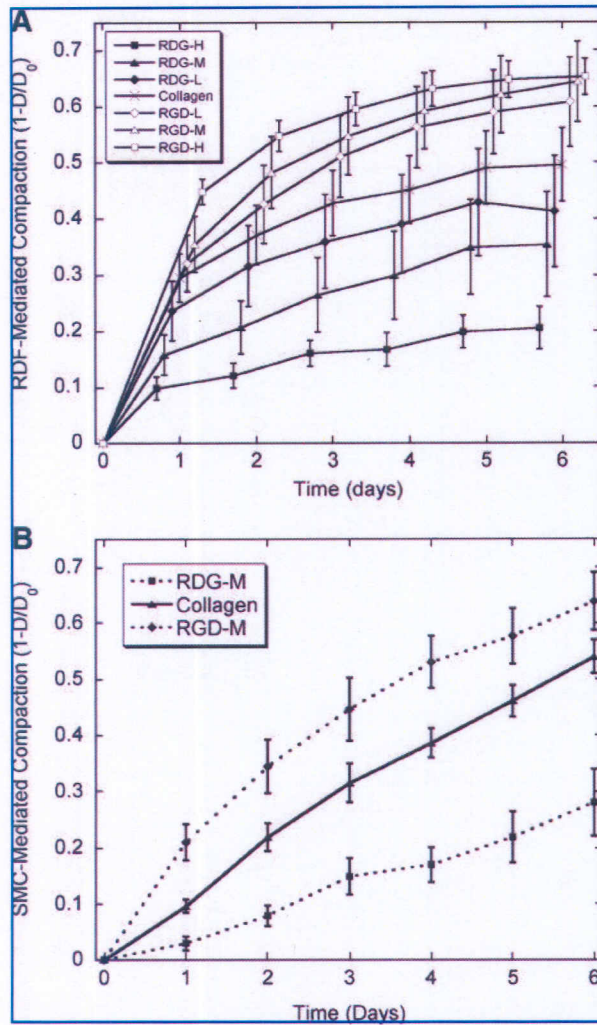 A
RDF-Mediated Compaction (1-D/D₀)
0.7
0.6
0.5
0.4
0.3
0.2
0.1
0
RDG-H
RDG-M
RDG-L
Collagen
RGD-L
RGD-M
RGD-H
0 1 2 3 4 5 6
Time (days)
B
SMC-Mediated Compaction (1-D/D₀)
0.7
0.6
0.5
0.4
0.3
0.2
0.1
0
RDG-M
Collagen
RGD-M
0 1 2 3 4 5 6
Time (Days)